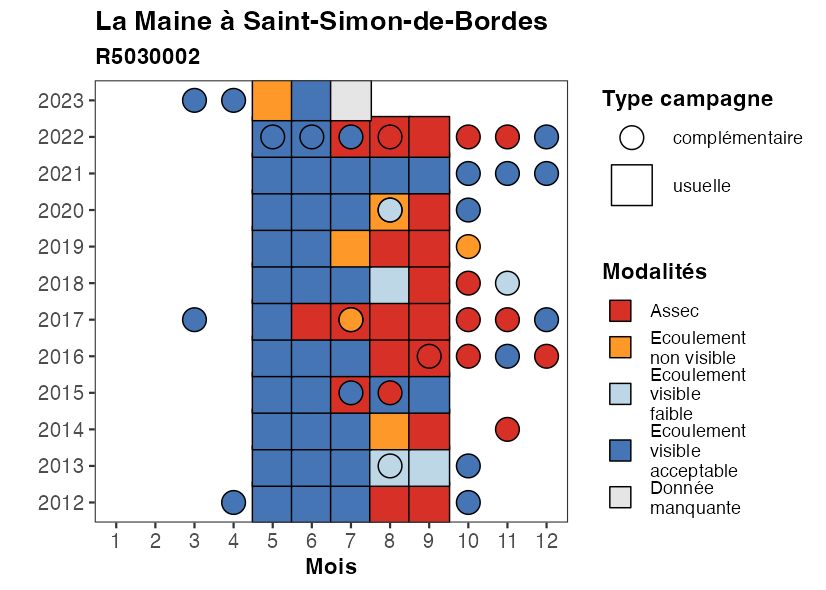 La Maine à Saint-Simon-de-Bordes
R5030002
2023
2022
2021
2020
2019
2018
2017
2016
2015
2014
2013
2012
1 2 3 4 5 6 7 8 9 10 11 12
Mois
Type campagne
complémentaire
usuelle
Modalités
Assec
Ecoulement
non visible
Ecoulement
visible
faible
Ecoulement
visible
acceptable
Donnée
manquante